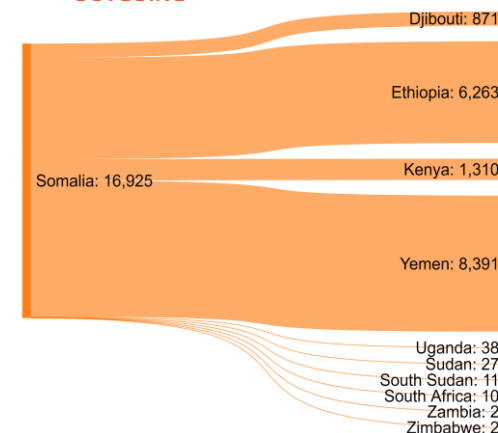 Djibouti: 871
Ethiopia: 6,263
Kenya: 1,310
Somalia: 16,925
Yemen: 8,391
Uganda: 38
Sudan: 27
South Sudan: 11
South Africa: 10
Zambia: 2
Zimbabwe: 2